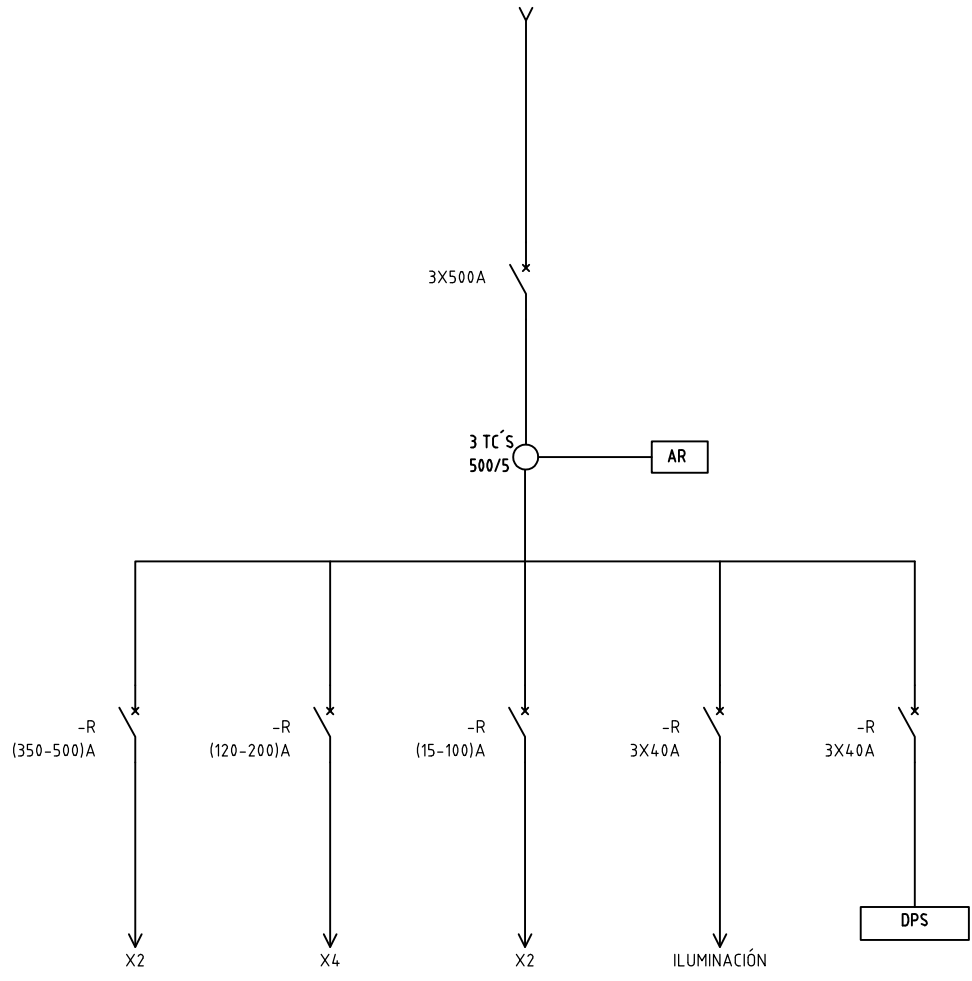 3X500A
3 TC´S
500/5
AR
-R
(350-500)A
-R
(120-200)A
-R
(15-100)A
-R
3X40A
-R
3X40A
DPS
X2
X4
X2
ILUMINACIÓN